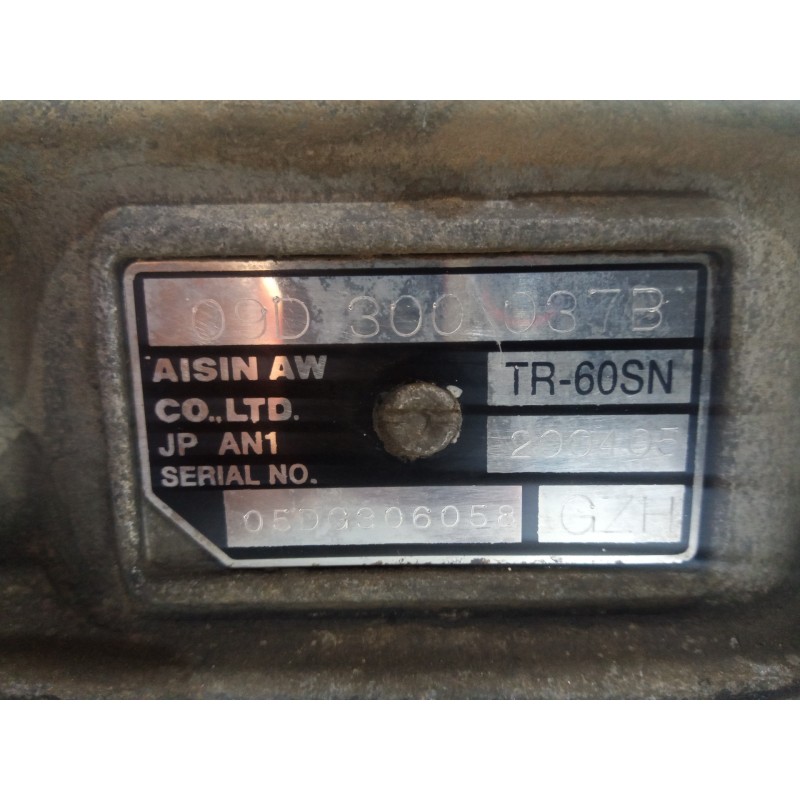 09D 300 037B
AISIN AW
CO.,LTD.
JP AN1
SERIAL NO.
TR-60SN
200405
05DG306058
GZH